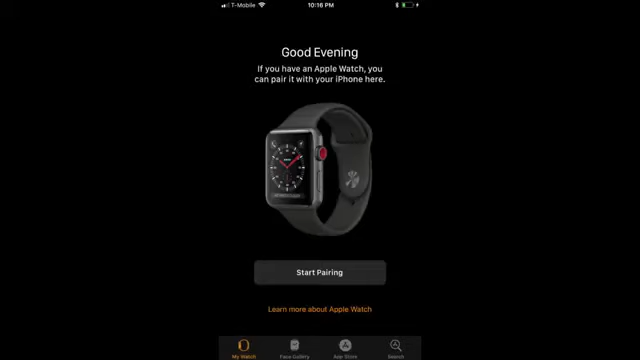 T-Mobile 10:16 PM
Good Evening
If you have an Apple Watch, you
can pair it with your iPhone here.
Start Pairing
Learn more about Apple Watch
My Watch Face Gallery App Store Search